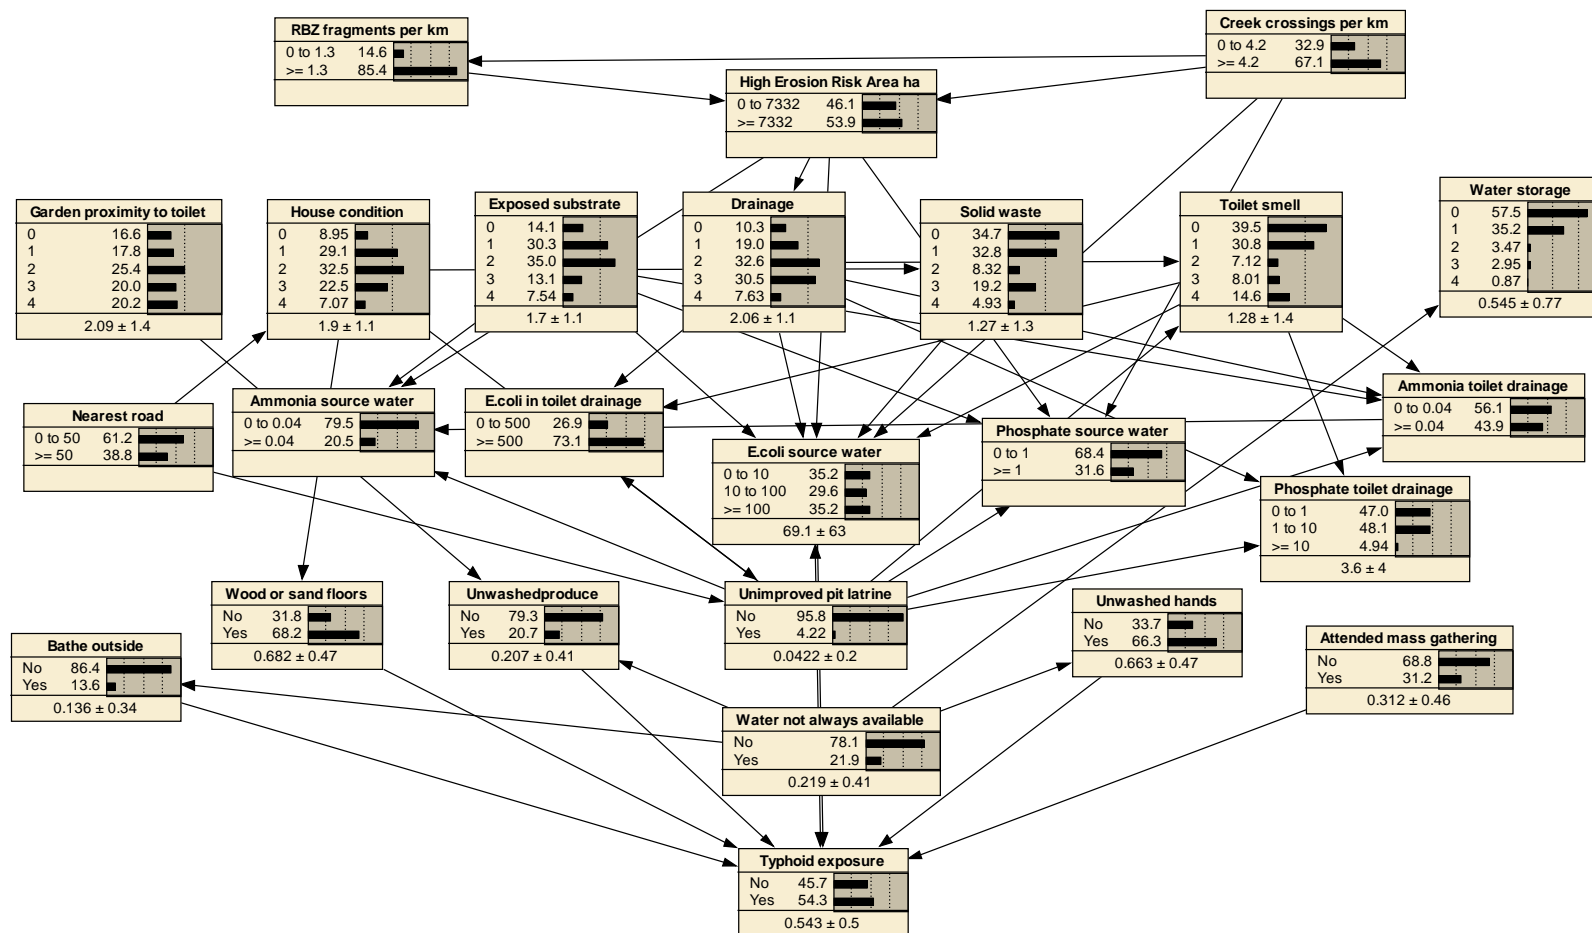 RBZ fragments per km
0 to 1.3 14.6
>= 1.3 85.4
Creek crossings per km
0 to 4.2 32.9
>= 4.2 67.1
High Erosion Risk Area ha
0 to 7332 46.1
>= 7332 53.9
Garden proximity to toilet
0 16.6
1 17.8
2 25.4
3 20.0
4 20.2
2.09 ± 1.4
House condition
0 8.95
1 29.1
2 32.5
3 22.5
4 7.07
1.9 ± 1.1
Exposed substrate
0 14.1
1 30.3
2 35.0
3 13.1
4 7.54
1.7 ± 1.1
Drainage
0 10.3
1 19.0
2 32.6
3 30.5
4 7.63
2.06 ± 1.1
Solid waste
0 34.7
1 32.8
2 8.32
3 19.2
4 4.93
1.27 ± 1.3
Toilet smell
0 39.5
1 30.8
2 7.12
3 8.01
4 14.6
1.28 ± 1.4
Water storage
0 57.5
1 35.2
2 3.47
3 2.95
4 0.87
0.545 ± 0.77
Nearest road
0 to 50 61.2
>= 50 38.8
Ammonia source water
0 to 0.04 79.5
>= 0.04 20.5
E.coli in toilet drainage
0 to 500 26.9
>= 500 73.1
E.coli source water
0 to 10 35.2
10 to 100 29.6
>= 100 35.2
69.1 ± 63
Phosphate source water
0 to 1 68.4
>= 1 31.6
Ammonia toilet drainage
0 to 0.04 56.1
>= 0.04 43.9
Phosphate toilet drainage
0 to 1 47.0
1 to 10 48.1
>= 10 4.94
3.6 ± 4
Wood or sand floors
No 31.8
Yes 68.2
0.682 ± 0.47
Unwashedproduce
No 79.3
Yes 20.7
0.207 ± 0.41
Unimproved pit latrine
No 95.8
Yes 4.22
0.0422 ± 0.2
Unwashed hands
No 33.7
Yes 66.3
0.663 ± 0.47
Bathe outside
No 86.4
Yes 13.6
0.136 ± 0.34
Attended mass gathering
No 68.8
Yes 31.2
0.312 ± 0.46
Water not always available
No 78.1
Yes 21.9
0.219 ± 0.41
Typhoid exposure
No 45.7
Yes 54.3
0.543 ± 0.5